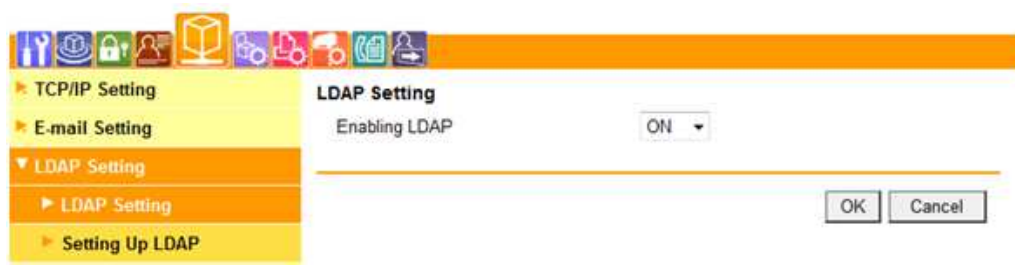 TCP/IP Setting
E-mail Setting
LDAP Setting
LDAP Setting
Setting Up LDAP
LDAP Setting
Enabling LDAP ON
OK Cancel